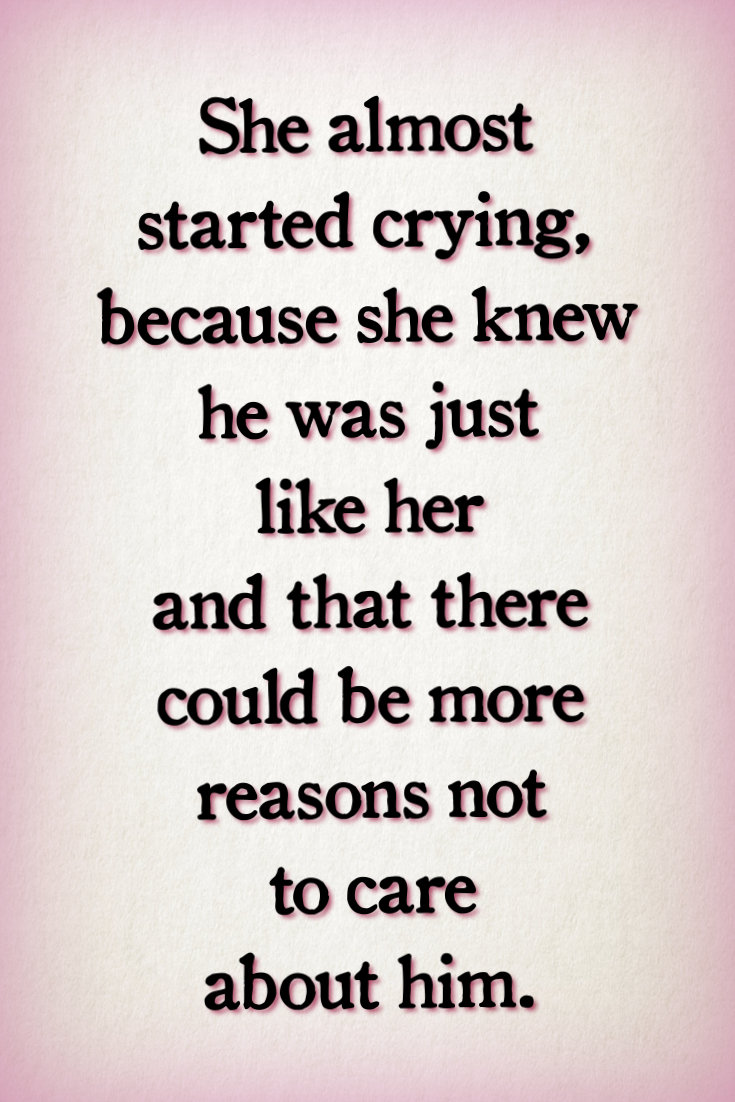 She almost
started crying,
because she knew
he was just
like her
and that there
could be more
reasons not
to care
about him.